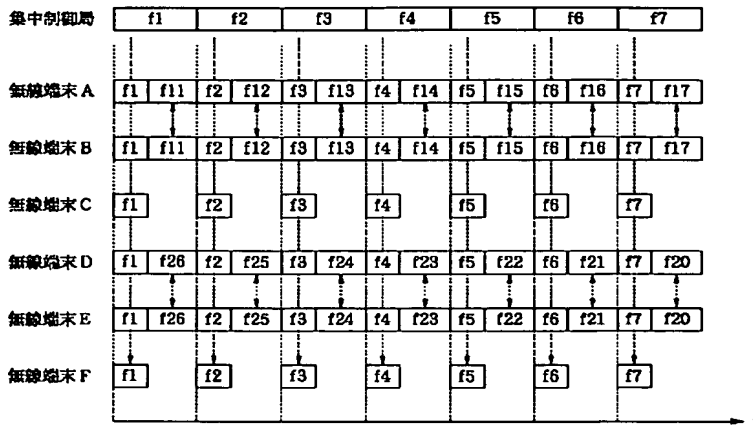 集中制御局 f1 f2 f3 f4 f5 f6 f7
無線端末A f1 f11 f2 f12 f3 f13 f4 f14 f5 f15 f6 f16 f7 f17
無線端末B f1 f11 f2 f12 f3 f13 f4 f14 f5 f15 f6 f16 f7 f17
無線端末C f1 f2 f3 f4 f5 f6 f7
無線端末D f1 f26 f2 f25 f3 f24 f4 f23 f5 f22 f6 f21 f7 f20
無線端末E f1 f26 f2 f25 f3 f24 f4 f23 f5 f22 f6 f21 f7 f20
無線端末F f1 f2 f3 f4 f5 f6 f7